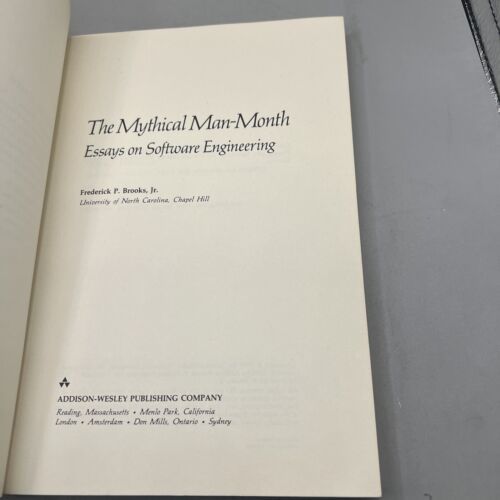 The Mythical Man-Month
Essays on Software Engineering
Frederick P. Brooks, Jr.
University of North Carolina, Chapel Hill
ADDISON-WESLEY PUBLISHING COMPANY
Reading, Massachusetts • Menlo Park, California
London • Amsterdam • Don Mills, Ontario • Sydney